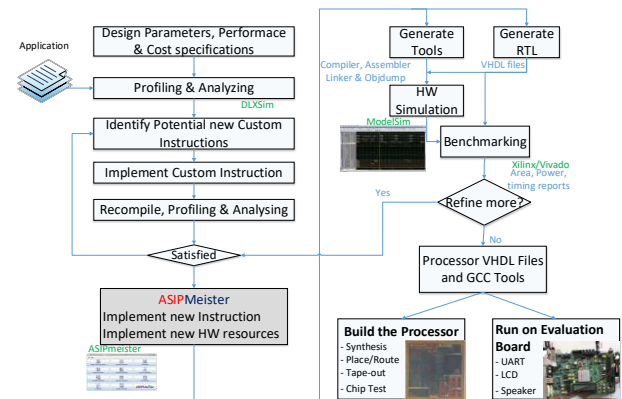 Application
Design Parameters, Performace
& Cost specifications
Profiling & Analyzing
DLXSim
Identify Potential new Custom
Instructions
Implement Custom Instruction
Recompile, Profiling & Analysing
Satisfied
ASIPMeister
Implement new Instruction
Implement new HW resources
ASIPmeister
Generate
Tools
Generate
RTL
Compiler, Assembler
Linker & Objdump
VHDL files
HW
Simulation
ModelSim
Benchmarking
Xilinx/Vivado
Area, Power,
timing reports
Yes
Refine more?
No
Processor VHDL Files
and GCC Tools
Build the Processor
- Synthesis
- Place/Route
- Tape-out
- Chip Test
Run on Evaluation
Board
- UART
- LCD
- Speaker